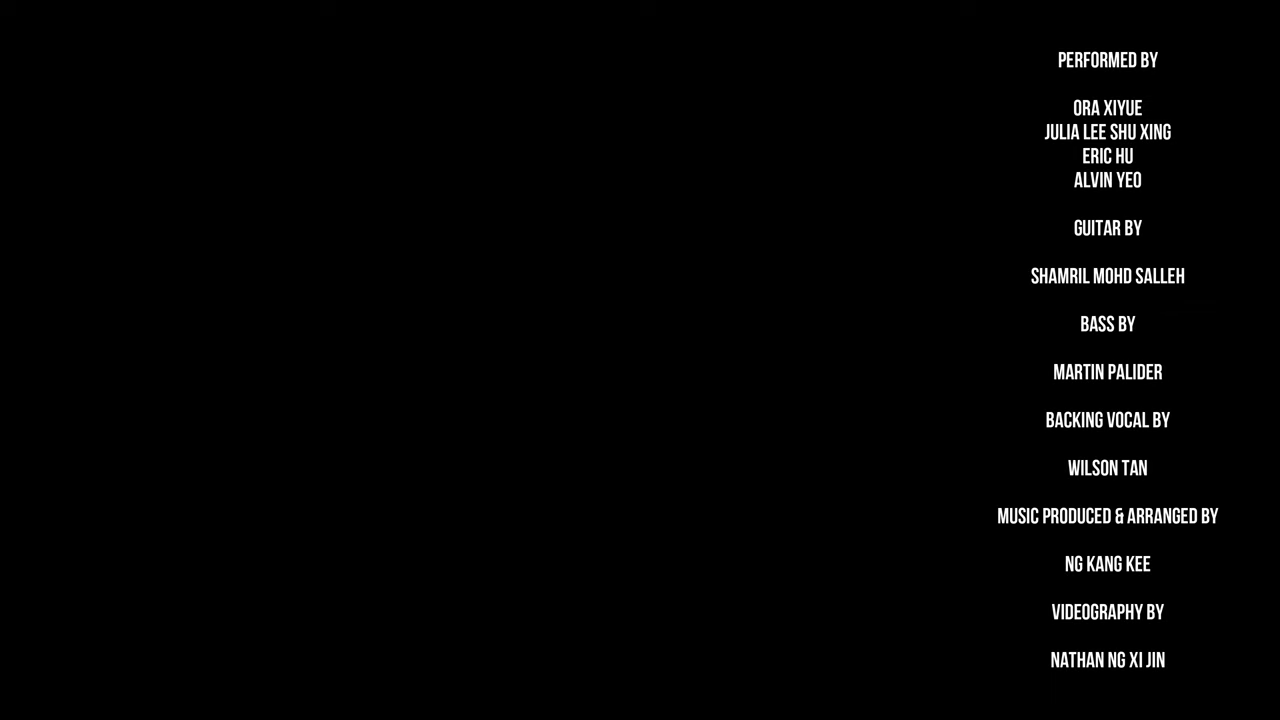 PERFORMED BY
ORA XIYUE
JULIA LEE SHU XING
ERIC HU
ALVIN YEO
GUITAR BY
SHAMRIL MOHD SALLEH
BASS BY
MARTIN PALIDER
BACKING VOCAL BY
WILSON TAN
MUSIC PRODUCED & ARRANGED BY
NG KANG KEE
VIDEOGRAPHY BY
NATHAN NG XI JIN